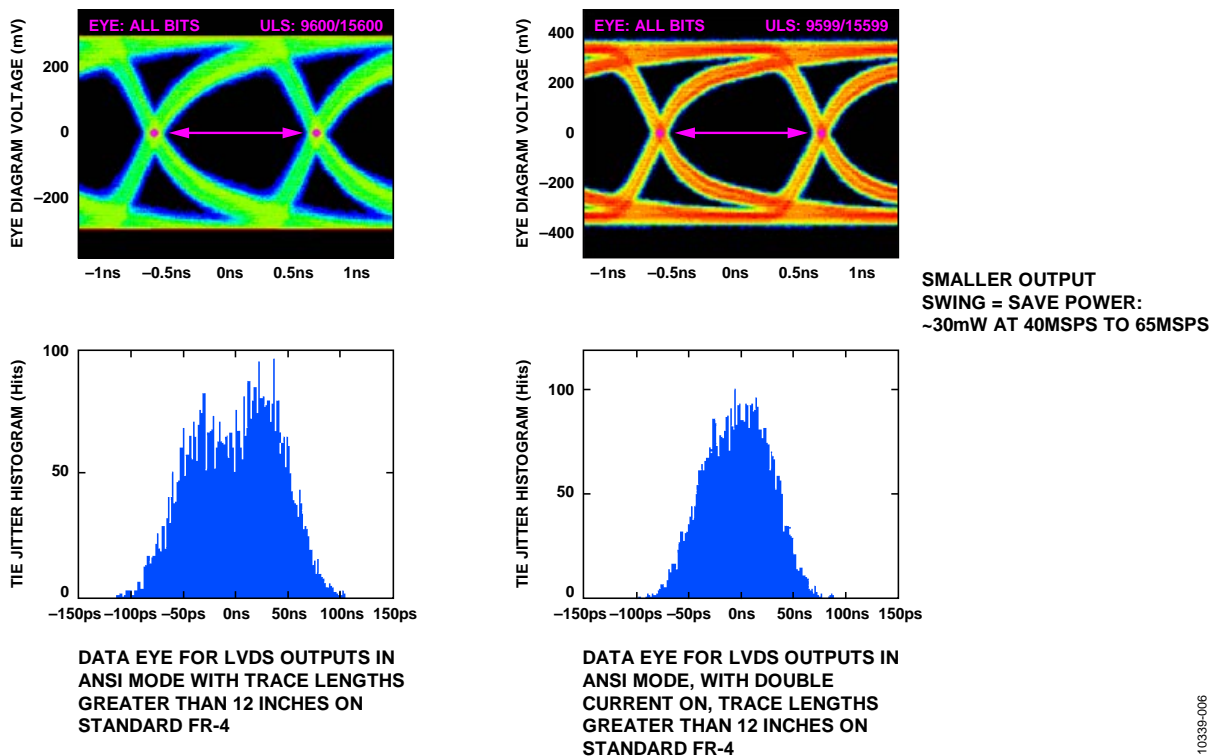 EYE: ALL BITS ULS: 9600/15600
EYE DIAGRAM VOLTAGE (mV)
200
0
–200
–1ns –0.5ns 0ns 0.5ns 1ns
EYE: ALL BITS ULS: 9599/15599
EYE DIAGRAM VOLTAGE (mV)
400
200
0
–200
–400
–1ns –0.5ns 0ns 0.5ns 1ns
SMALLER OUTPUT
SWING = SAVE POWER:
~30mW AT 40MSPS TO 65MSPS
TIE JITTER HISTOGRAM (Hits)
100
50
0
–150ps –100ps –50ps 0ns 50ns 100ns 150ps
DATA EYE FOR LVDS OUTPUTS IN
ANSI MODE WITH TRACE LENGTHS
GREATER THAN 12 INCHES ON
STANDARD FR-4
TIE JITTER HISTOGRAM (Hits)
100
50
0
–150ps –100ps –50ps 0ns 50ns 100ns 150ps
DATA EYE FOR LVDS OUTPUTS IN
ANSI MODE, WITH DOUBLE
CURRENT ON, TRACE LENGTHS
GREATER THAN 12 INCHES ON
STANDARD FR-4
10339-006